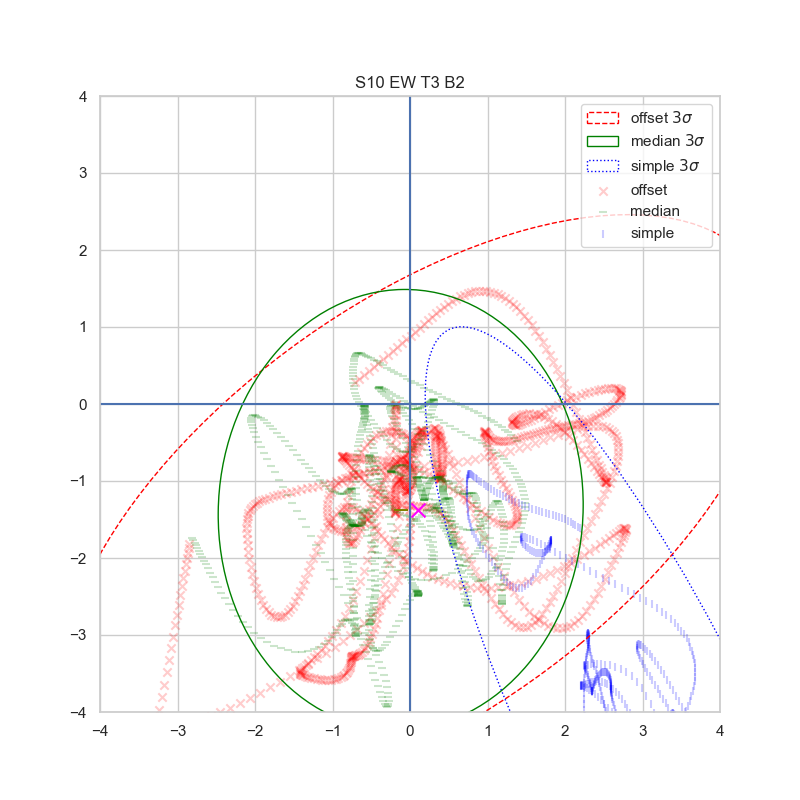 S10 EW T3 B2
offset 3σ
median 3σ
simple 3σ
offset
median
simple
4
3
2
1
0
−1
−2
−3
−4
−4 −3 −2 −1 0 1 2 3 4